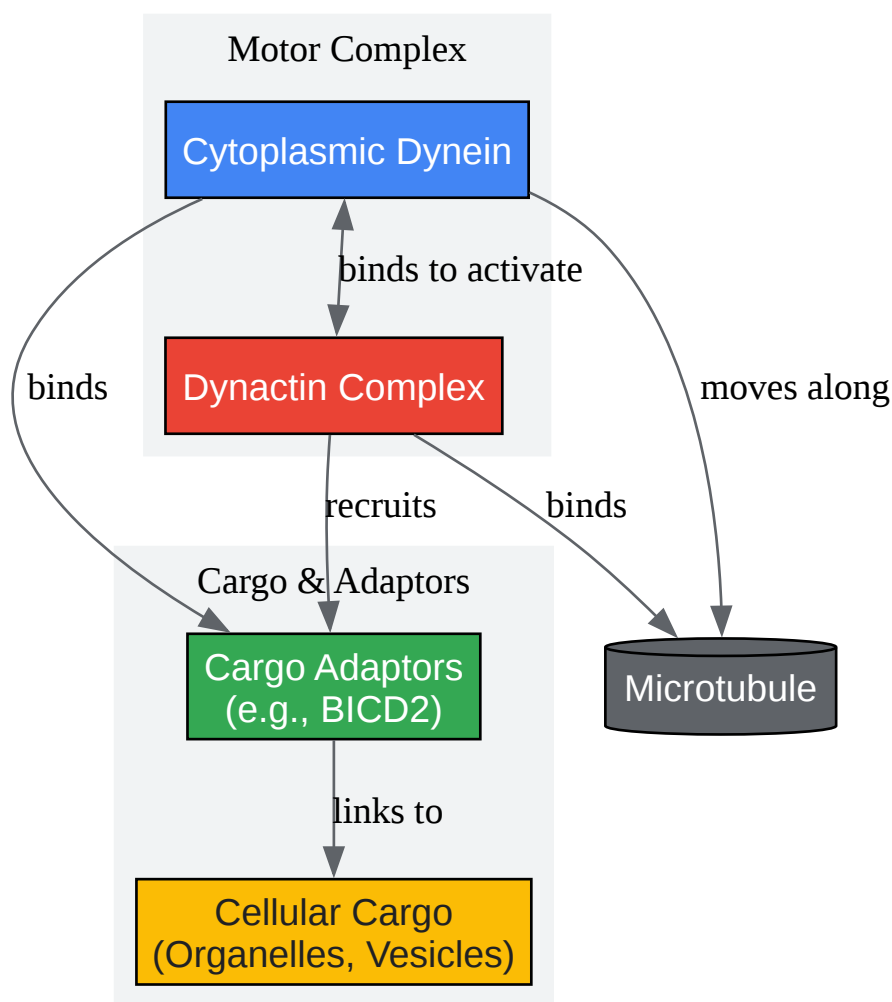 Motor Complex
Cytoplasmic Dynein
binds to activate
Dynactin Complex
binds
moves along
recruits
binds
Cargo & Adaptors
Cargo Adaptors
(e.g., BICD2)
Microtubule
links to
Cellular Cargo
(Organelles, Vesicles)